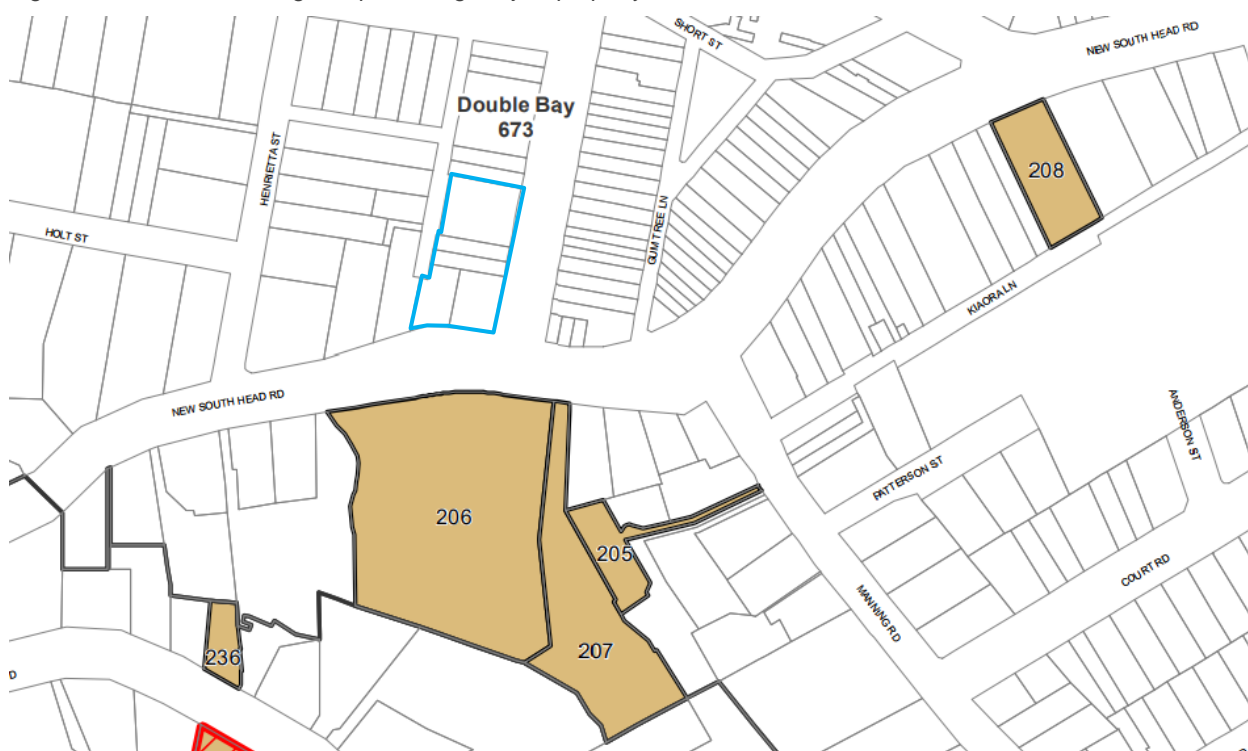 SHORT ST
NEW SOUTH HEAD RD
Double Bay
673
HENRIETTA ST
208
GUM TREE LN
HOLT ST
KIAORA LN
NEW SOUTH HEAD RD
ANDERSON ST
PATTERSON ST
206
205
COURT RD
MANNING RD
207
236
D